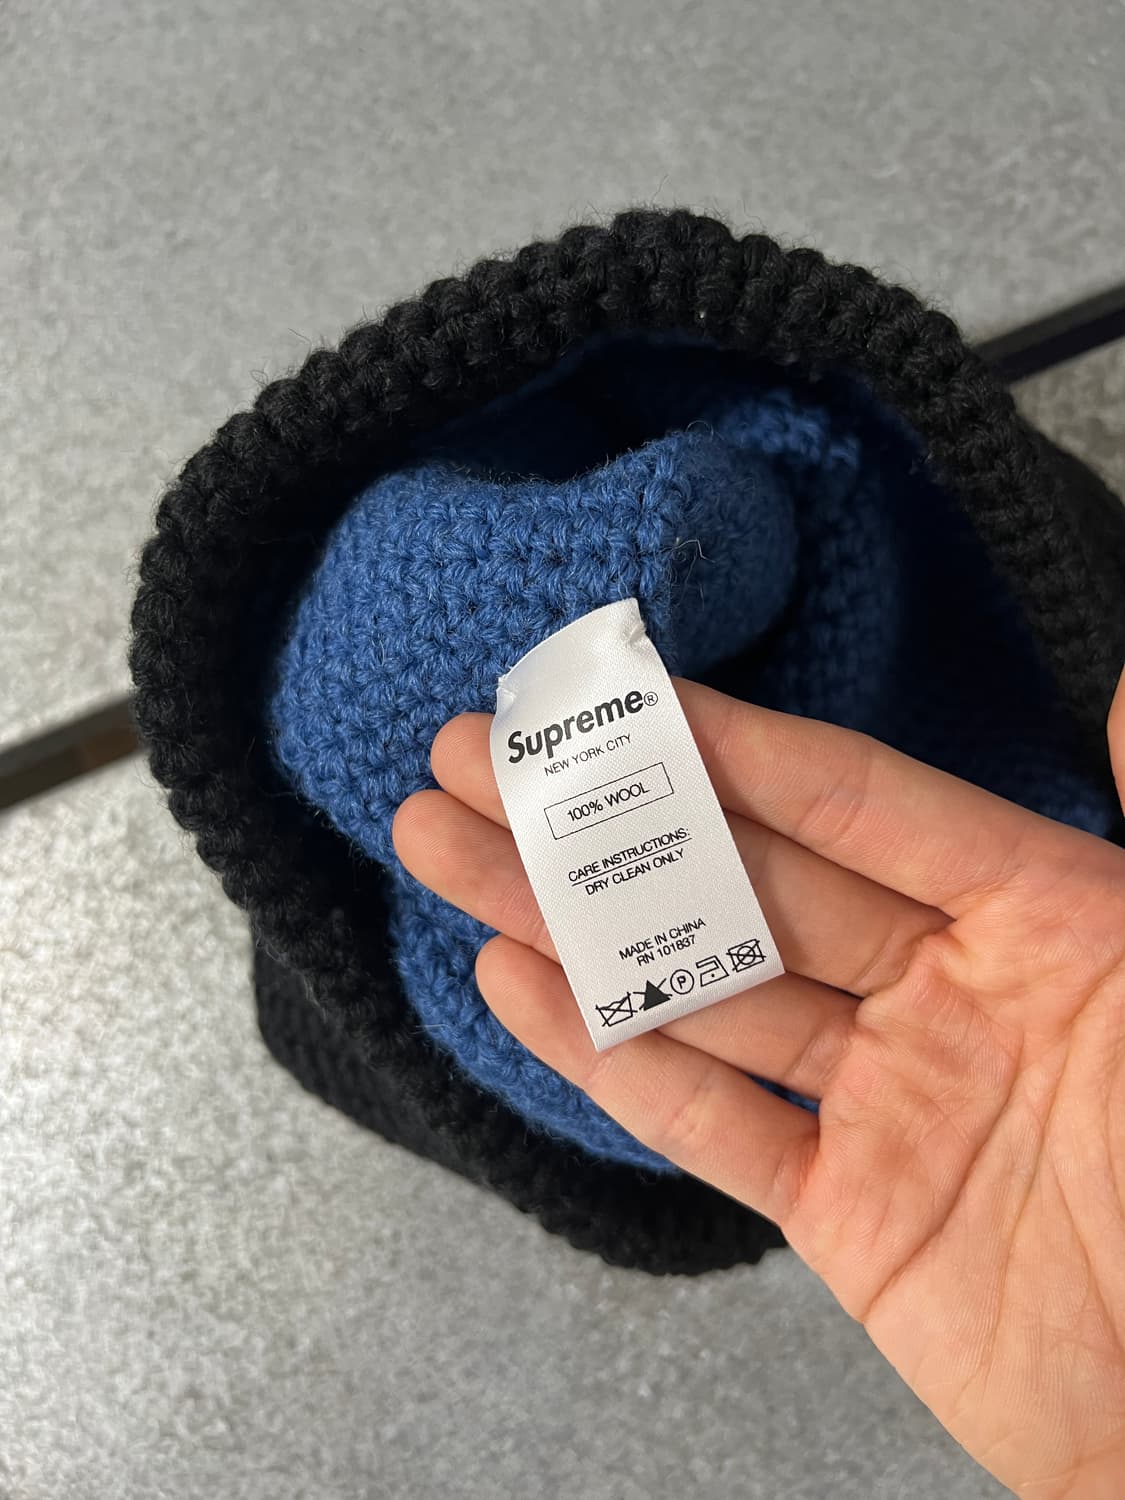 Supreme®
NEW YORK CITY
100% WOOL
CARE INSTRUCTIONS:
DRY CLEAN ONLY
MADE IN CHINA
RN 101837
P